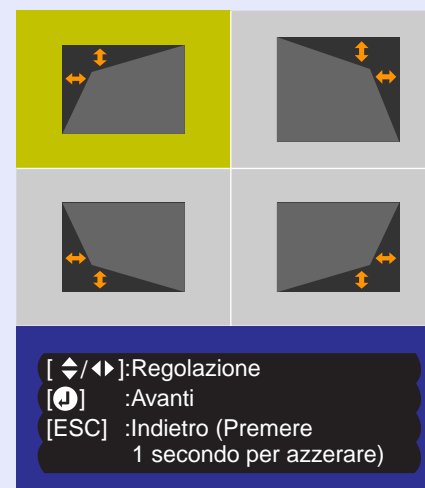 [ ⬍/◂▸ ]:Regolazione
[⏎] :Avanti
[ESC] :Indietro (Premere
1 secondo per azzerare)